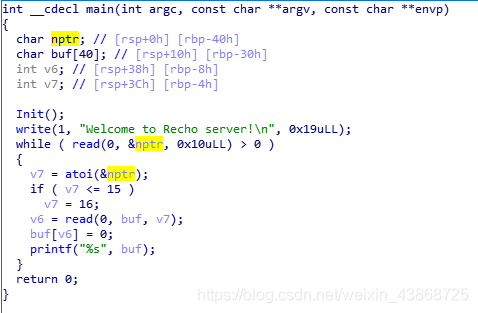 int __cdecl main(int argc, const char **argv, const char **envp)
{
  char nptr; // [rsp+0h] [rbp-40h]
  char buf[40]; // [rsp+10h] [rbp-30h]
  int v6; // [rsp+38h] [rbp-8h]
  int v7; // [rsp+3Ch] [rbp-4h]

  Init();
  write(1, "Welcome to Recho server!\n", 0x19uLL);
  while ( read(0, &nptr, 0x10uLL) > 0 )
  {
    v7 = atoi(&nptr);
    if ( v7 <= 15 )
      v7 = 16;
    v6 = read(0, buf, v7);
    buf[v6] = 0;
    printf("%s", buf);
  }
  return 0;
}
https://blog.csdn.net/weixin_43868725